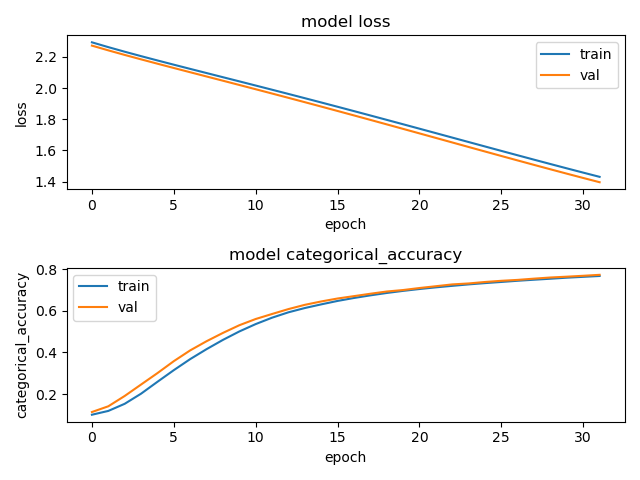 model loss
2.2
2.0
1.8
1.6
1.4
loss
train
val
0 5 10 15 20 25 30
epoch
model categorical_accuracy
0.8
0.6
0.4
0.2
categorical_accuracy
train
val
0 5 10 15 20 25 30
epoch